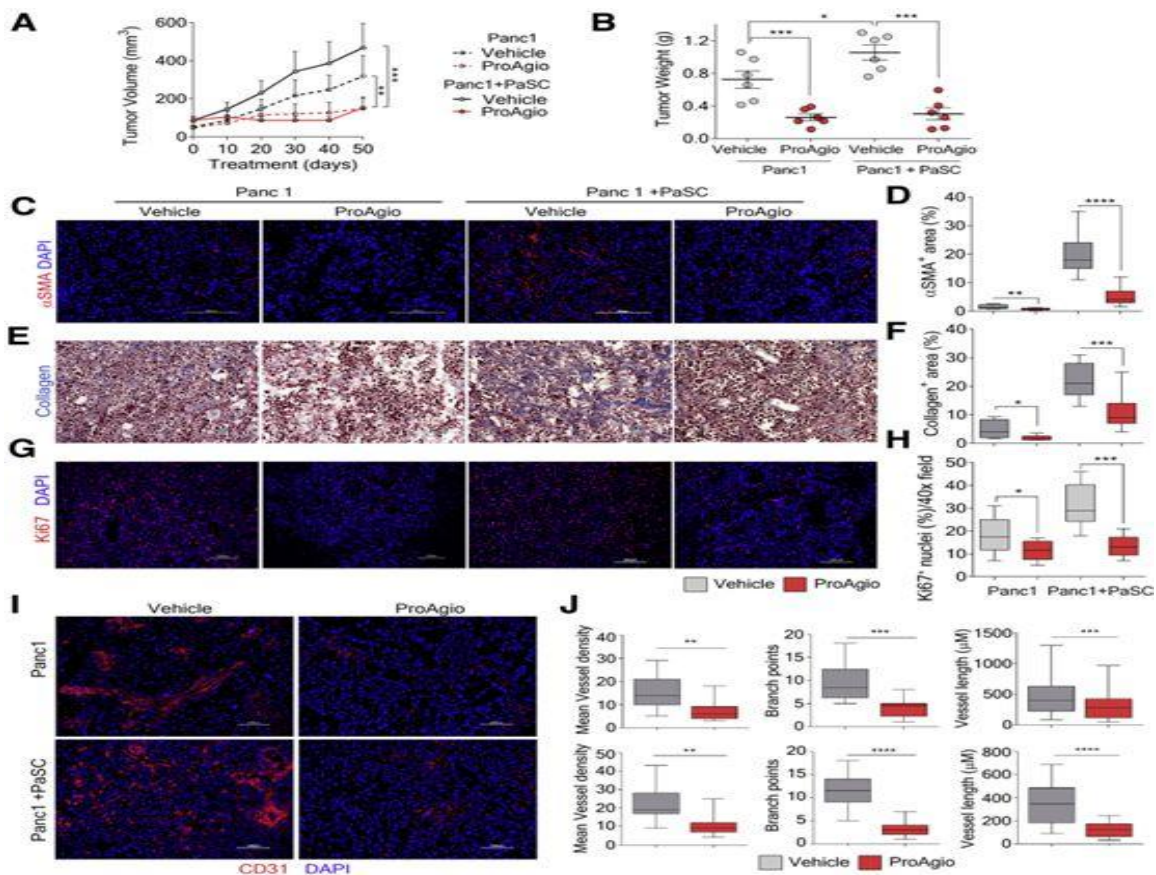 A
Tumor Volume (mm³)
600
400
200
0
0 10 20 30 40 50
Treatment (days)
Panc1
Vehicle
ProAgio
Panc1+PaSC
Vehicle
ProAgio
**
***
B
Tumor Weight (g)
1.2
0.8
0.4
0.0
*
***
***
Vehicle ProAgio Vehicle ProAgio
Panc1 Panc1 + PaSC
Panc 1 Panc 1 +PaSC
Vehicle ProAgio Vehicle ProAgio
C
αSMA DAPI
D
αSMA⁺ area (%)
40
30
20
10
0
**
****
E
Collagen
F
Collagen⁺ area (%)
40
30
20
10
0
*
***
G
Ki67 DAPI
H
Ki67⁺ nuclei (%)/40x field
50
40
30
20
10
0
*
***
Panc1 Panc1+PaSC
Vehicle ProAgio
I
Vehicle ProAgio
Panc1
Panc1 +PaSC
CD31 DAPI
J
Mean Vessel density
40
30
20
10
0
**
Branch points
20
15
10
5
0
***
Vessel length (µM)
1500
1000
500
0
***
Mean Vessel density
50
40
30
20
10
0
**
Branch points
20
15
10
5
0
****
Vessel length (µM)
800
600
400
200
0
****
Vehicle ProAgio